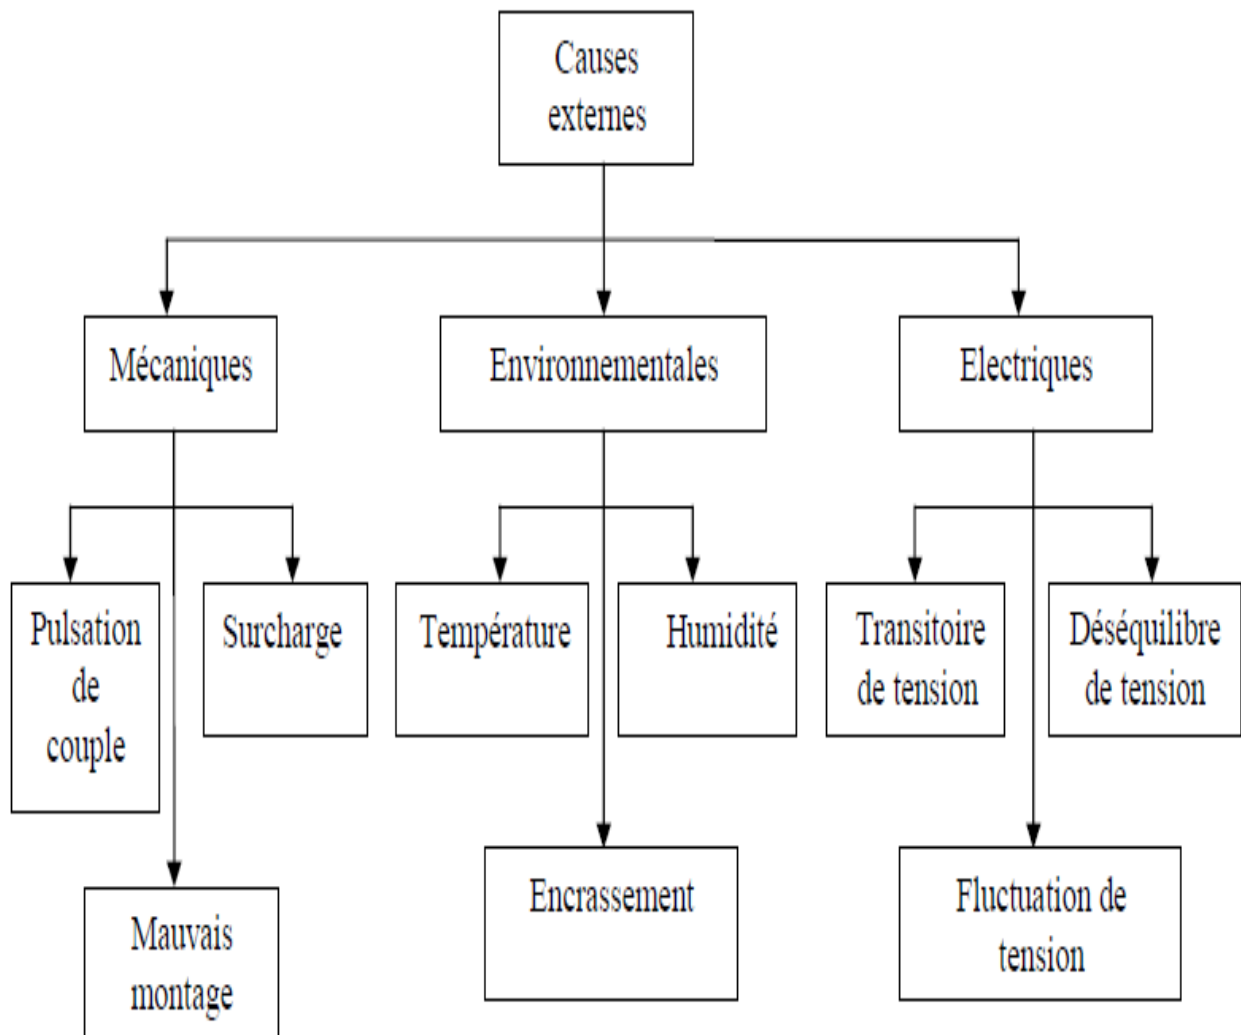 Causes
externes
Mécaniques
Environnementales
Electriques
Pulsation
de
couple
Surcharge
Température
Humidité
Transitoire
de tension
Déséquilibre
de tension
Mauvais
montage
Encrassement
Fluctuation de
tension